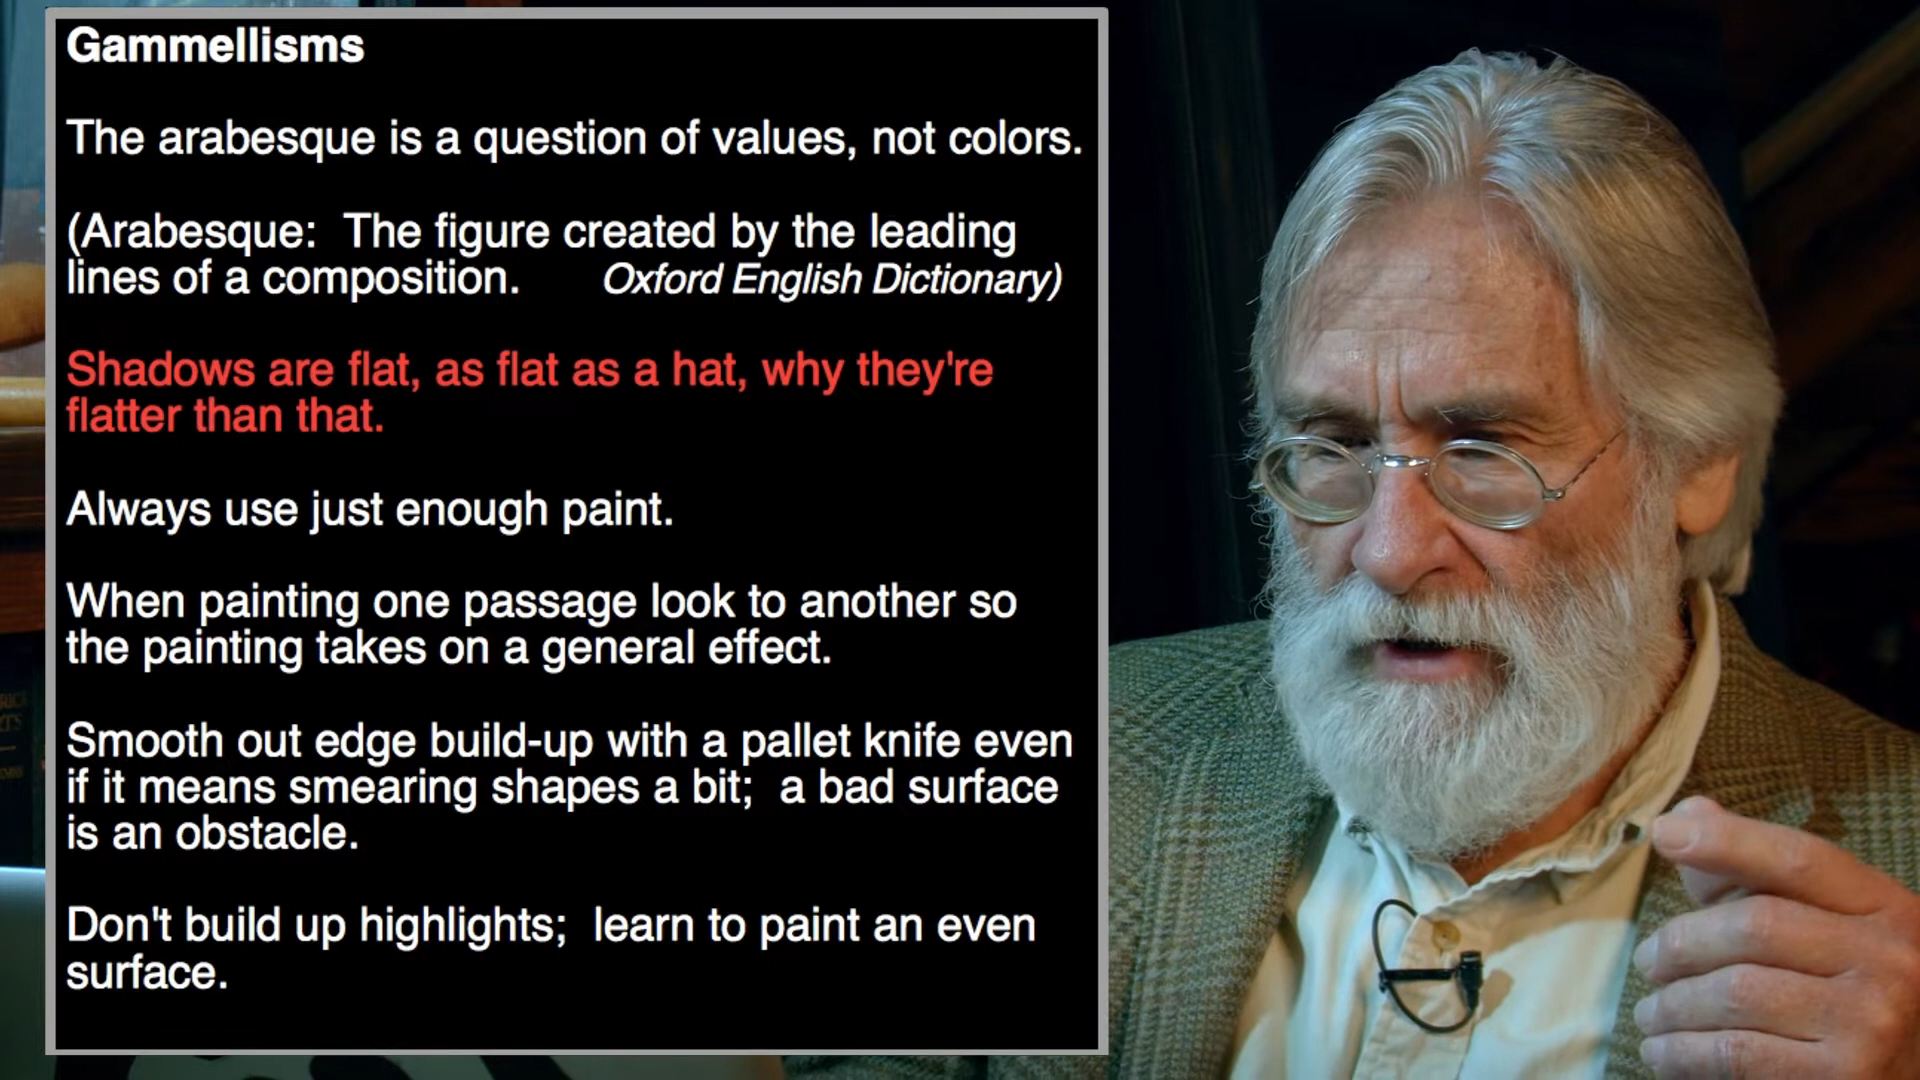 Gammellisms
The arabesque is a question of values, not colors.
(Arabesque:  The figure created by the leading
lines of a composition.      Oxford English Dictionary)
Shadows are flat, as flat as a hat, why they're
flatter than that.
Always use just enough paint.
When painting one passage look to another so
the painting takes on a general effect.
Smooth out edge build-up with a pallet knife even
if it means smearing shapes a bit;  a bad surface
is an obstacle.
Don't build up highlights;  learn to paint an even
surface.